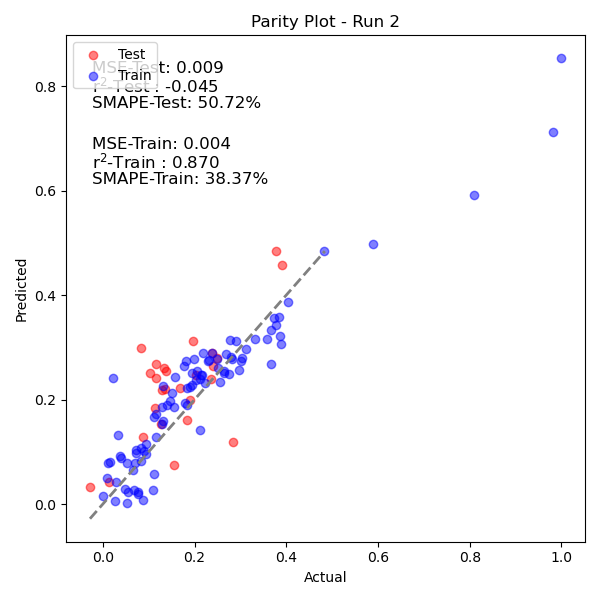 Parity Plot - Run 2
Test
Train
MSE-Test: 0.009
r²-Test : -0.045
SMAPE-Test: 50.72%
MSE-Train: 0.004
r²-Train : 0.870
SMAPE-Train: 38.37%
0.8
0.6
0.4
0.2
0.0
Predicted
0.0 0.2 0.4 0.6 0.8 1.0
Actual